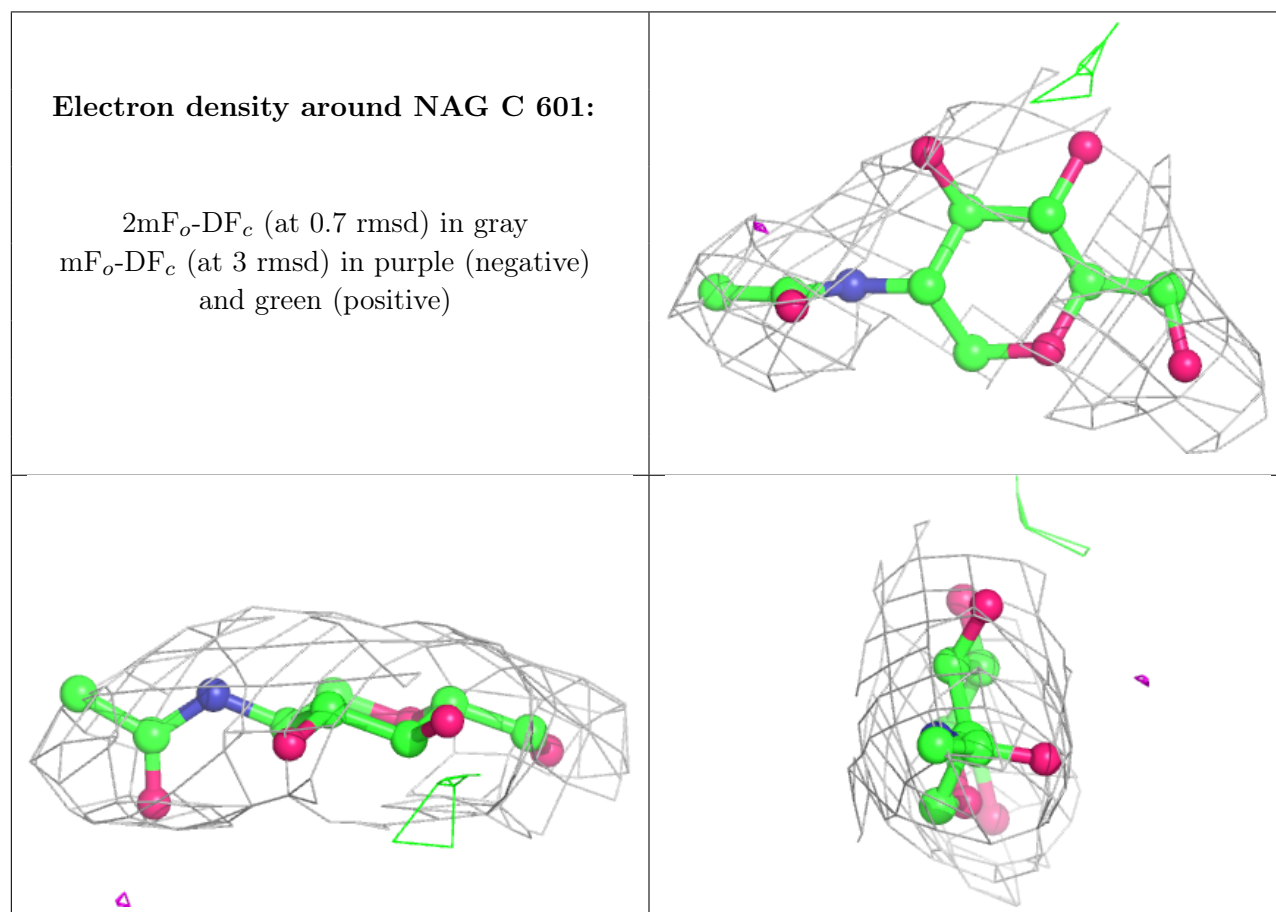 Electron density around NAG C 601:
2mFo-DFc (at 0.7 rmsd) in gray
mFo-DFc (at 3 rmsd) in purple (negative)
and green (positive)